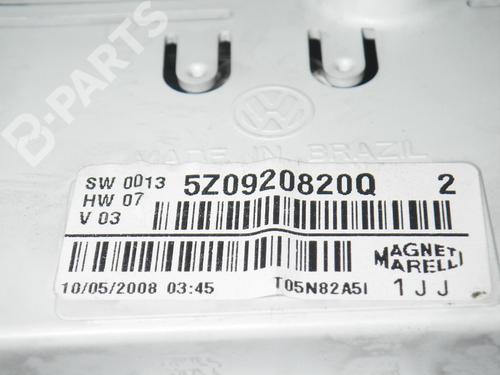 B-PARTS
MADE IN BRAZIL
SW 0013 5Z0920820Q 2
HW 07
V 03
MAGNETI
MARELLI
10/05/2008 03:45 T05N82A5I 1JJ